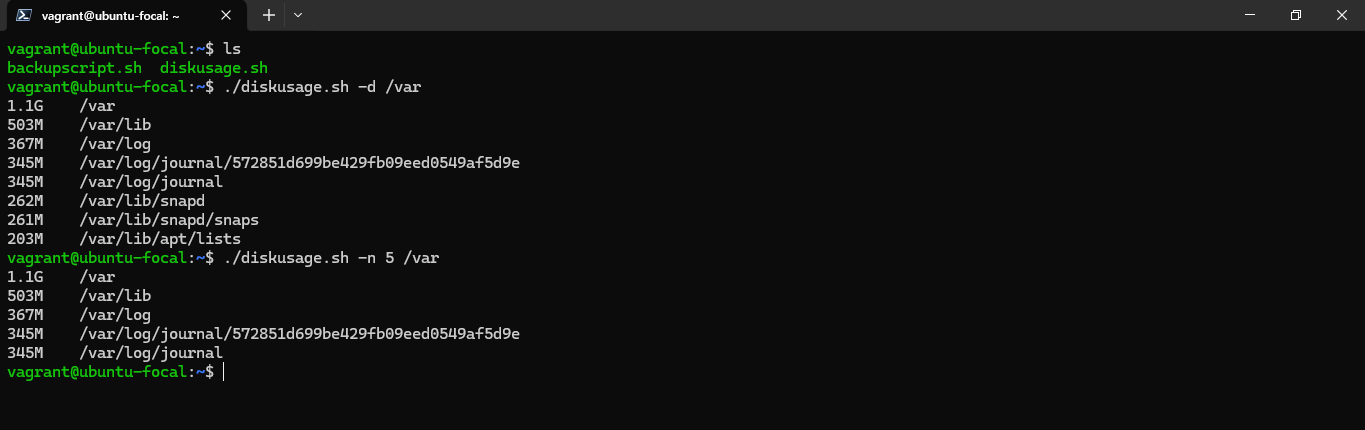 vagrant@ubuntu-focal: ~
vagrant@ubuntu-focal:~$ ls
backupscript.sh  diskusage.sh
vagrant@ubuntu-focal:~$ ./diskusage.sh -d /var
1.1G    /var
503M    /var/lib
367M    /var/log
345M    /var/log/journal/572851d699be429fb09eed0549af5d9e
345M    /var/log/journal
262M    /var/lib/snapd
261M    /var/lib/snapd/snaps
203M    /var/lib/apt/lists
vagrant@ubuntu-focal:~$ ./diskusage.sh -n 5 /var
1.1G    /var
503M    /var/lib
367M    /var/log
345M    /var/log/journal/572851d699be429fb09eed0549af5d9e
345M    /var/log/journal
vagrant@ubuntu-focal:~$